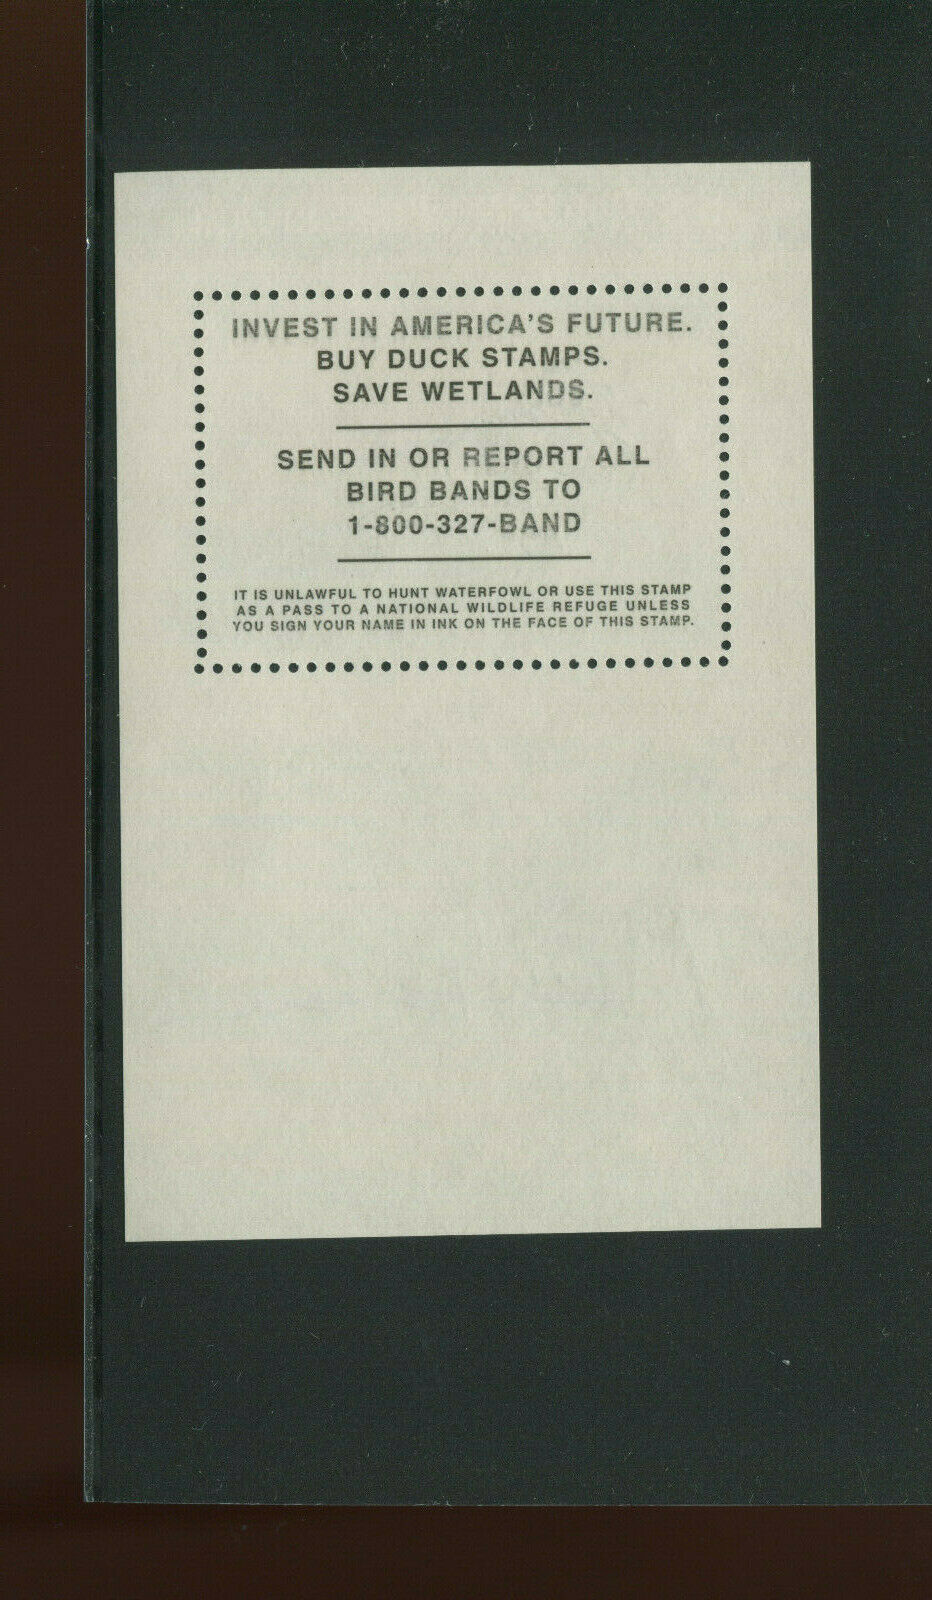 INVEST IN AMERICA'S FUTURE.
BUY DUCK STAMPS.
SAVE WETLANDS.
SEND IN OR REPORT ALL
BIRD BANDS TO
1-800-327-BAND
IT IS UNLAWFUL TO HUNT WATERFOWL OR USE THIS STAMP
AS A PASS TO A NATIONAL WILDLIFE REFUGE UNLESS
YOU SIGN YOUR NAME IN INK ON THE FACE OF THIS STAMP.